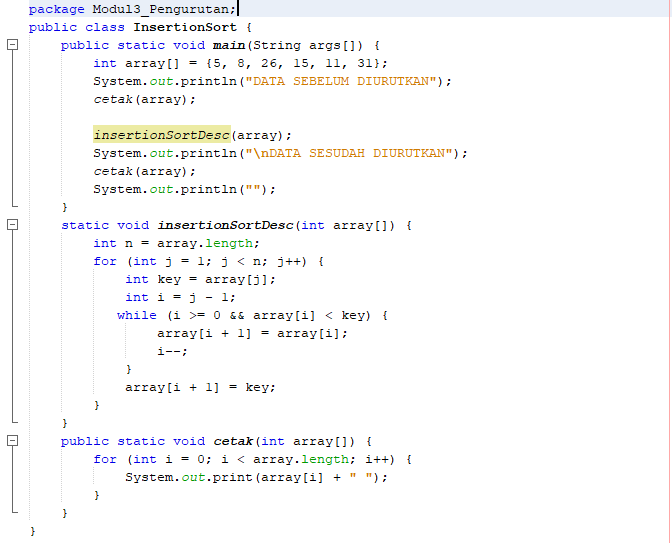 package Modul3_Pengurutan;
public class InsertionSort {
    public static void main(String args[]) {
        int array[] = {5, 8, 26, 15, 11, 31};
        System.out.println("DATA SEBELUM DIURUTKAN");
        cetak(array);

        insertionSortDesc(array);
        System.out.println("\nDATA SESUDAH DIURUTKAN");
        cetak(array);
        System.out.println("");
    }
    static void insertionSortDesc(int array[]) {
        int n = array.length;
        for (int j = 1; j < n; j++) {
            int key = array[j];
            int i = j - 1;
           while (i >= 0 && array[i] < key) {
                array[i + 1] = array[i];
                i--;
            }
            array[i + 1] = key;
        }
    }
    public static void cetak(int array[]) {
        for (int i = 0; i < array.length; i++) {
            System.out.print(array[i] + " ");
        }
    }
}